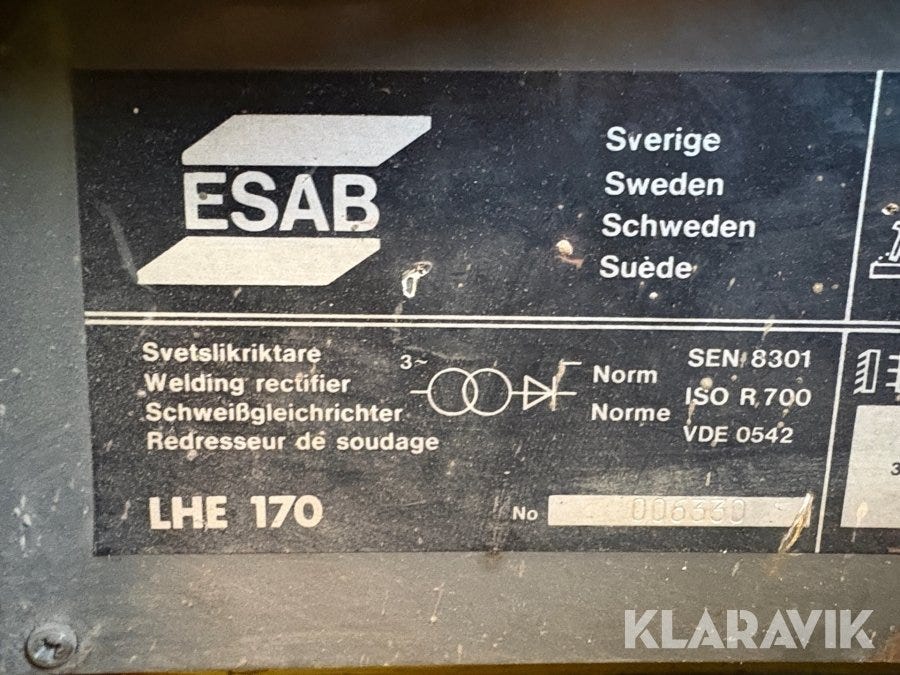 ESAB
Sverige
Sweden
Schweden
Suède
Svetslikriktare
Welding rectifier
Schweißgleichrichter
Redresseur de soudage
3~
Norm
Norme
SEN 8301
ISO R 700
VDE 0542
LHE 170
No 006330
3
KLARAVIK